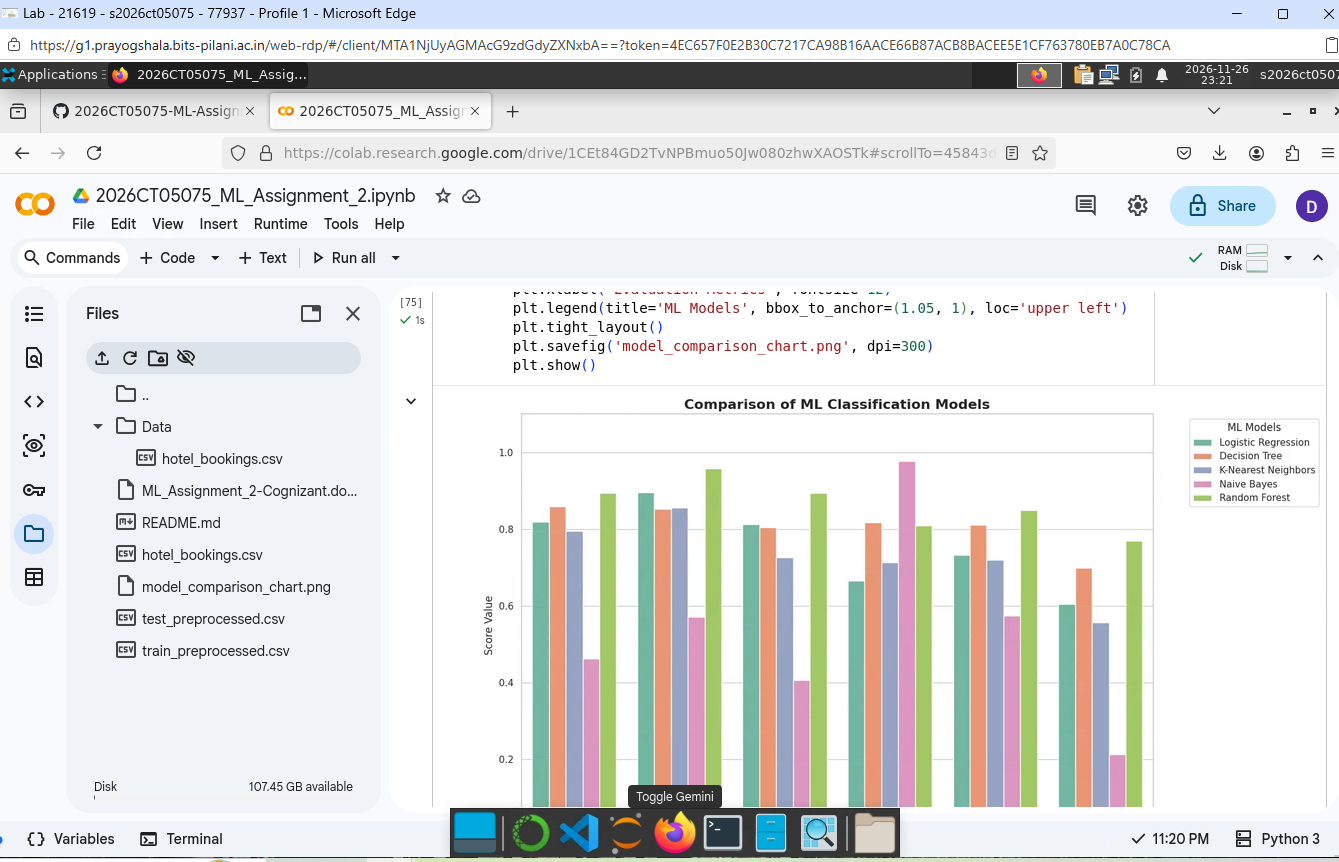 Lab - 21619 - s2026ct05075 - 77937 - Profile 1 - Microsoft Edge
https://g1.prayogshala.bits-pilani.ac.in/web-rdp/#/client/MTA1NjUyAGMAcG9zdGdyZXNxbA==?token=4EC657F0E2B30C7217CA98B16AACE66B87ACB8BACEE5E1CF763780EB7A0C78CA
Applications
2026CT05075_ML_Assig...
2026-11-26
23:21
s2026ct0507
2026CT05075-ML-Assign
2026CT05075_ML_Assign
https://colab.research.google.com/drive/1CEt84GD2TvNPBmuo50Jw080zhwXAOSTk#scrollTo=45843d
2026CT05075_ML_Assignment_2.ipynb
File Edit View Insert Runtime Tools Help
Share
D
Commands + Code + Text Run all
RAM
Disk
Files
..
Data
hotel_bookings.csv
ML_Assignment_2-Cognizant.do...
README.md
hotel_bookings.csv
model_comparison_chart.png
test_preprocessed.csv
train_preprocessed.csv
Disk 107.45 GB available
[75]
1s
plt.legend(title='ML Models', bbox_to_anchor=(1.05, 1), loc='upper left')
plt.tight_layout()
plt.savefig('model_comparison_chart.png', dpi=300)
plt.show()
Comparison of ML Classification Models
ML Models
Logistic Regression
Decision Tree
K-Nearest Neighbors
Naive Bayes
Random Forest
Score Value
1.0
0.8
0.6
0.4
0.2
Toggle Gemini
Variables Terminal
11:20 PM Python 3